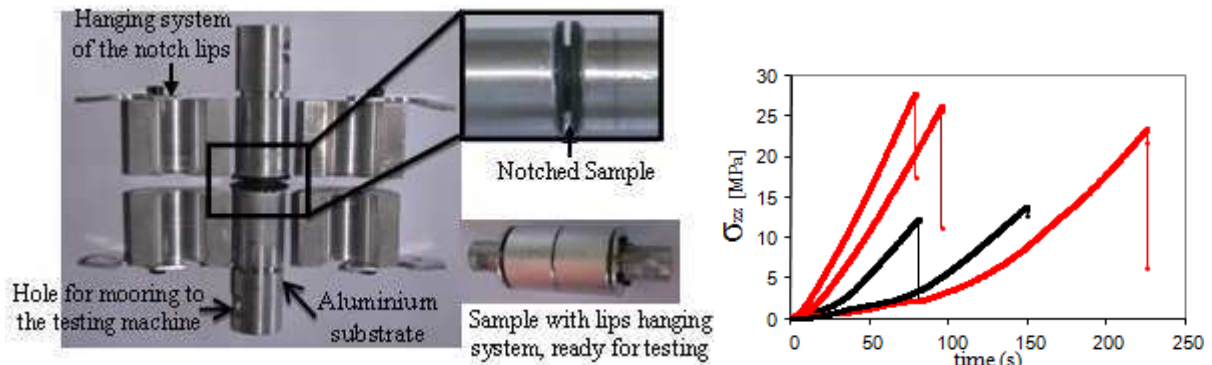 Hanging system
of the notch lips
Notched Sample
Hole for mooring to
the testing machine
Aluminium
substrate
Sample with lips hanging
system, ready for testing
σzz [MPa]
30
25
20
15
10
5
0
0 50 100 150 200 250
time (s)